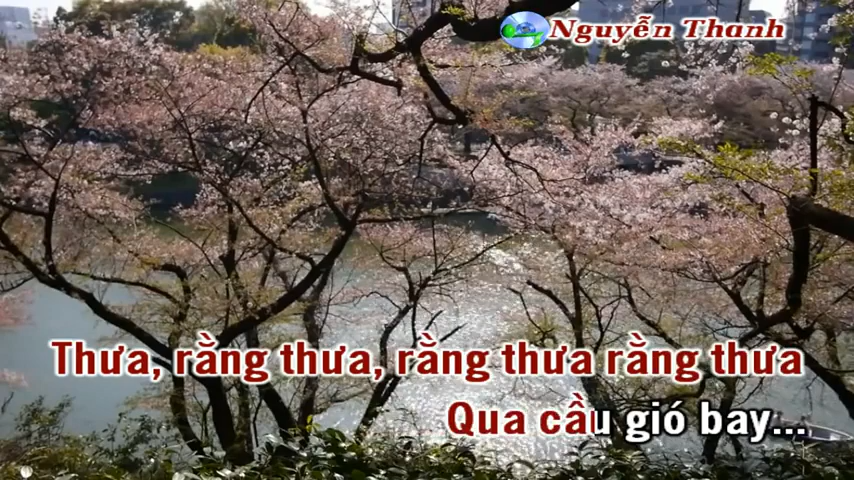 Nguyễn Thanh
Thưa, rằng thưa, rằng thưa rằng thưa
Qua cầu gió bay...